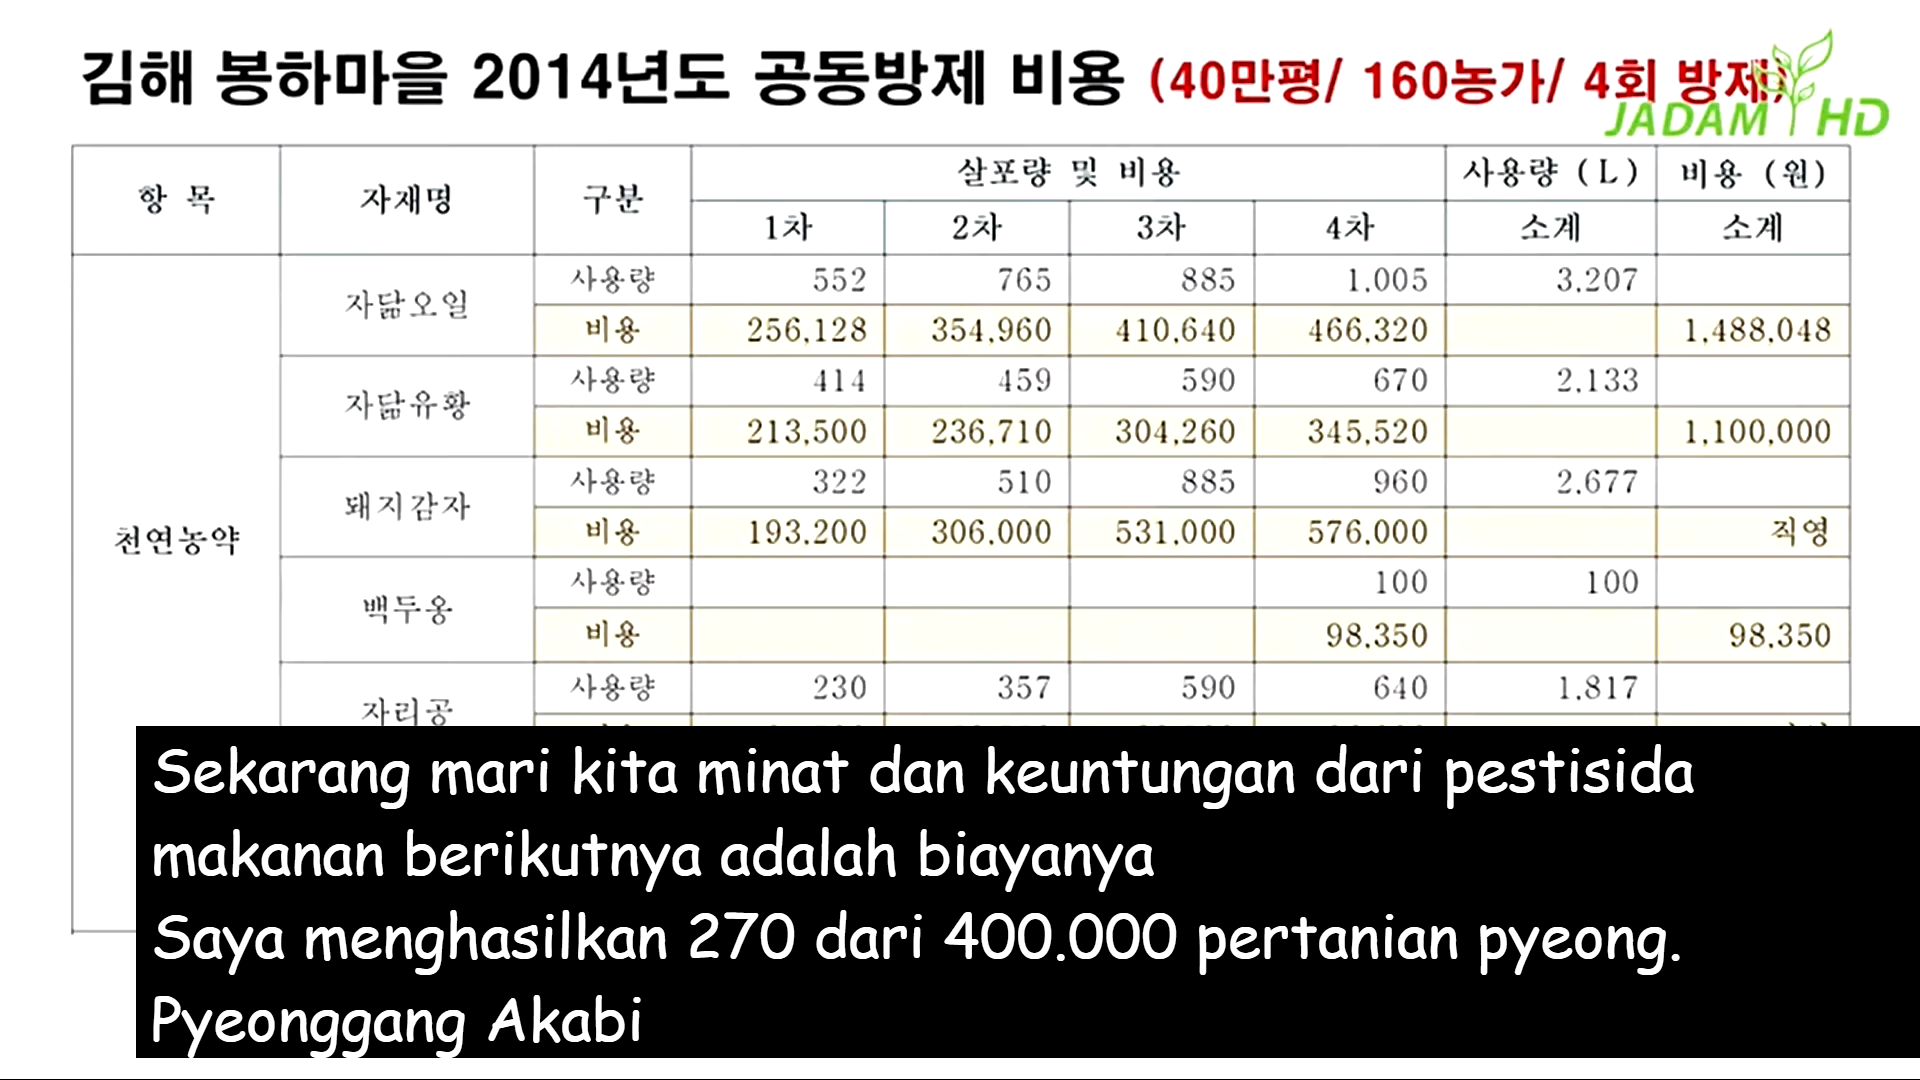 김해 봉하마을 2014년도 공동방제 비용 (40만평/ 160농가/ 4회 방제)
JADAM HD
항 목 자재명 구분 살포량 및 비용 사용량 (L) 비용 (원)
1차 2차 3차 4차 소계 소계
천연농약
자닮오일 사용량 552 765 885 1,005 3,207
비용 256,128 354,960 410,640 466,320 1,488,048
자닮유황 사용량 414 459 590 670 2,133
비용 213,500 236,710 304,260 345,520 1,100,000
돼지감자 사용량 322 510 885 960 2,677
비용 193,200 306,000 531,000 576,000 직영
백두옹 사용량 100 100
비용 98,350 98,350
자리공 사용량 230 357 590 640 1,817
Sekarang mari kita minat dan keuntungan dari pestisida
makanan berikutnya adalah biayanya
Saya menghasilkan 270 dari 400.000 pertanian pyeong.
Pyeonggang Akabi